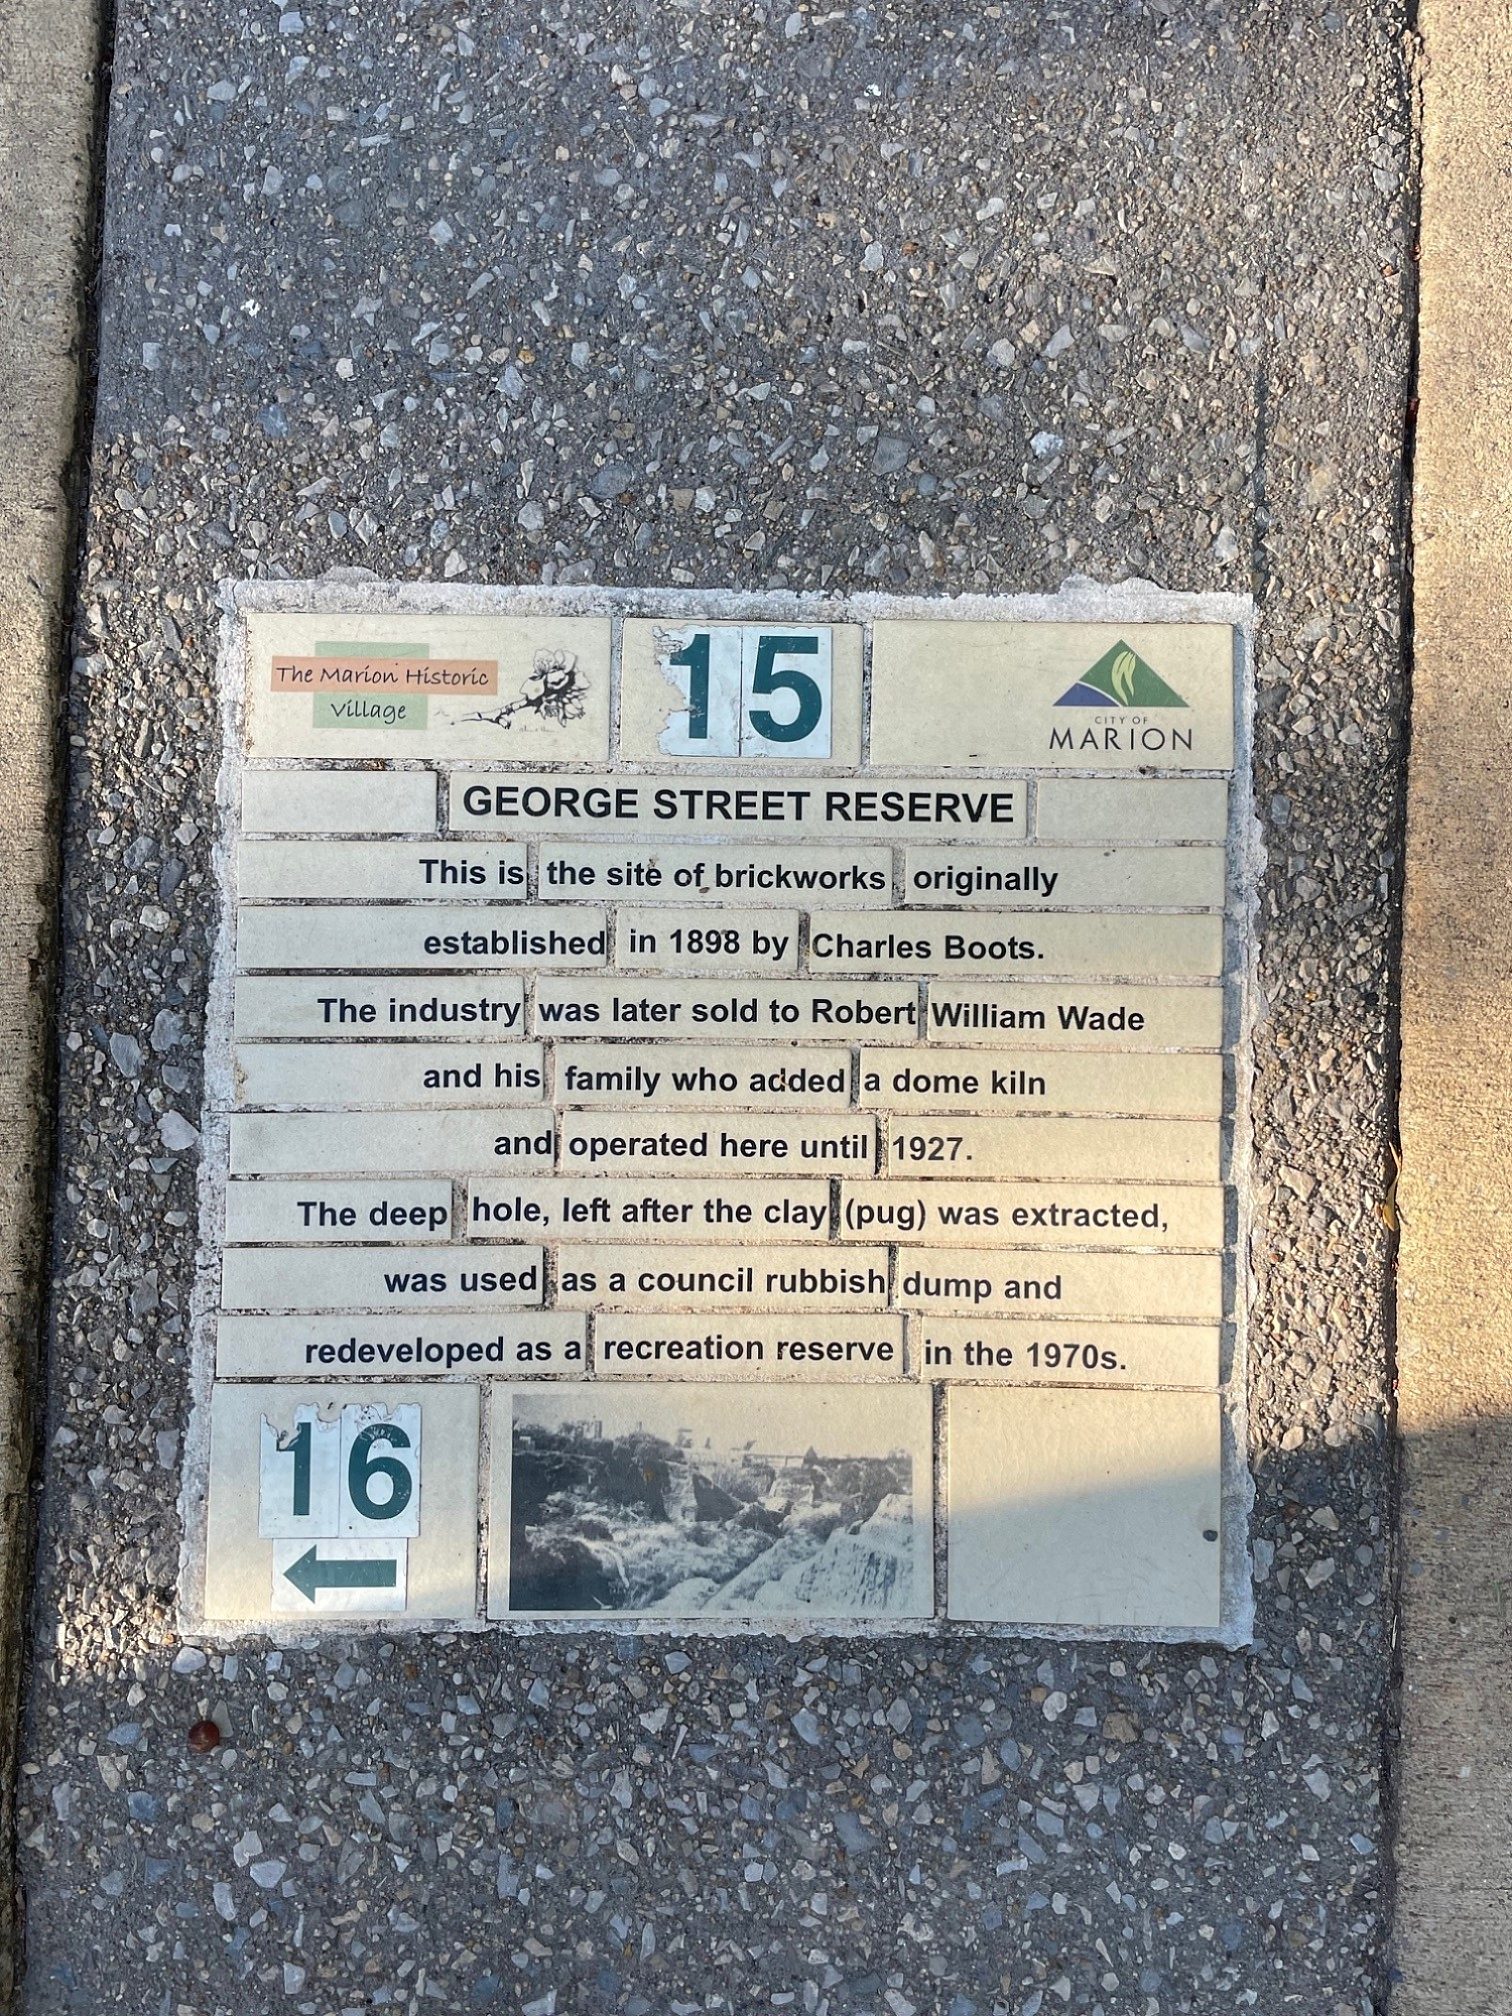 The Marion Historic
Village
15
CITY OF
MARION
GEORGE STREET RESERVE
This is the site of brickworks originally
established in 1898 by Charles Boots.
The industry was later sold to Robert William Wade
and his family who added a dome kiln
and operated here until 1927.
The deep hole, left after the clay (pug) was extracted,
was used as a council rubbish dump and
redeveloped as a recreation reserve in the 1970s.
16